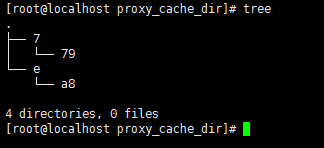 [root@localhost proxy_cache_dir]# tree
.
├── 7
│   └── 79
└── e
    └── a8

4 directories, 0 files
[root@localhost proxy_cache_dir]#